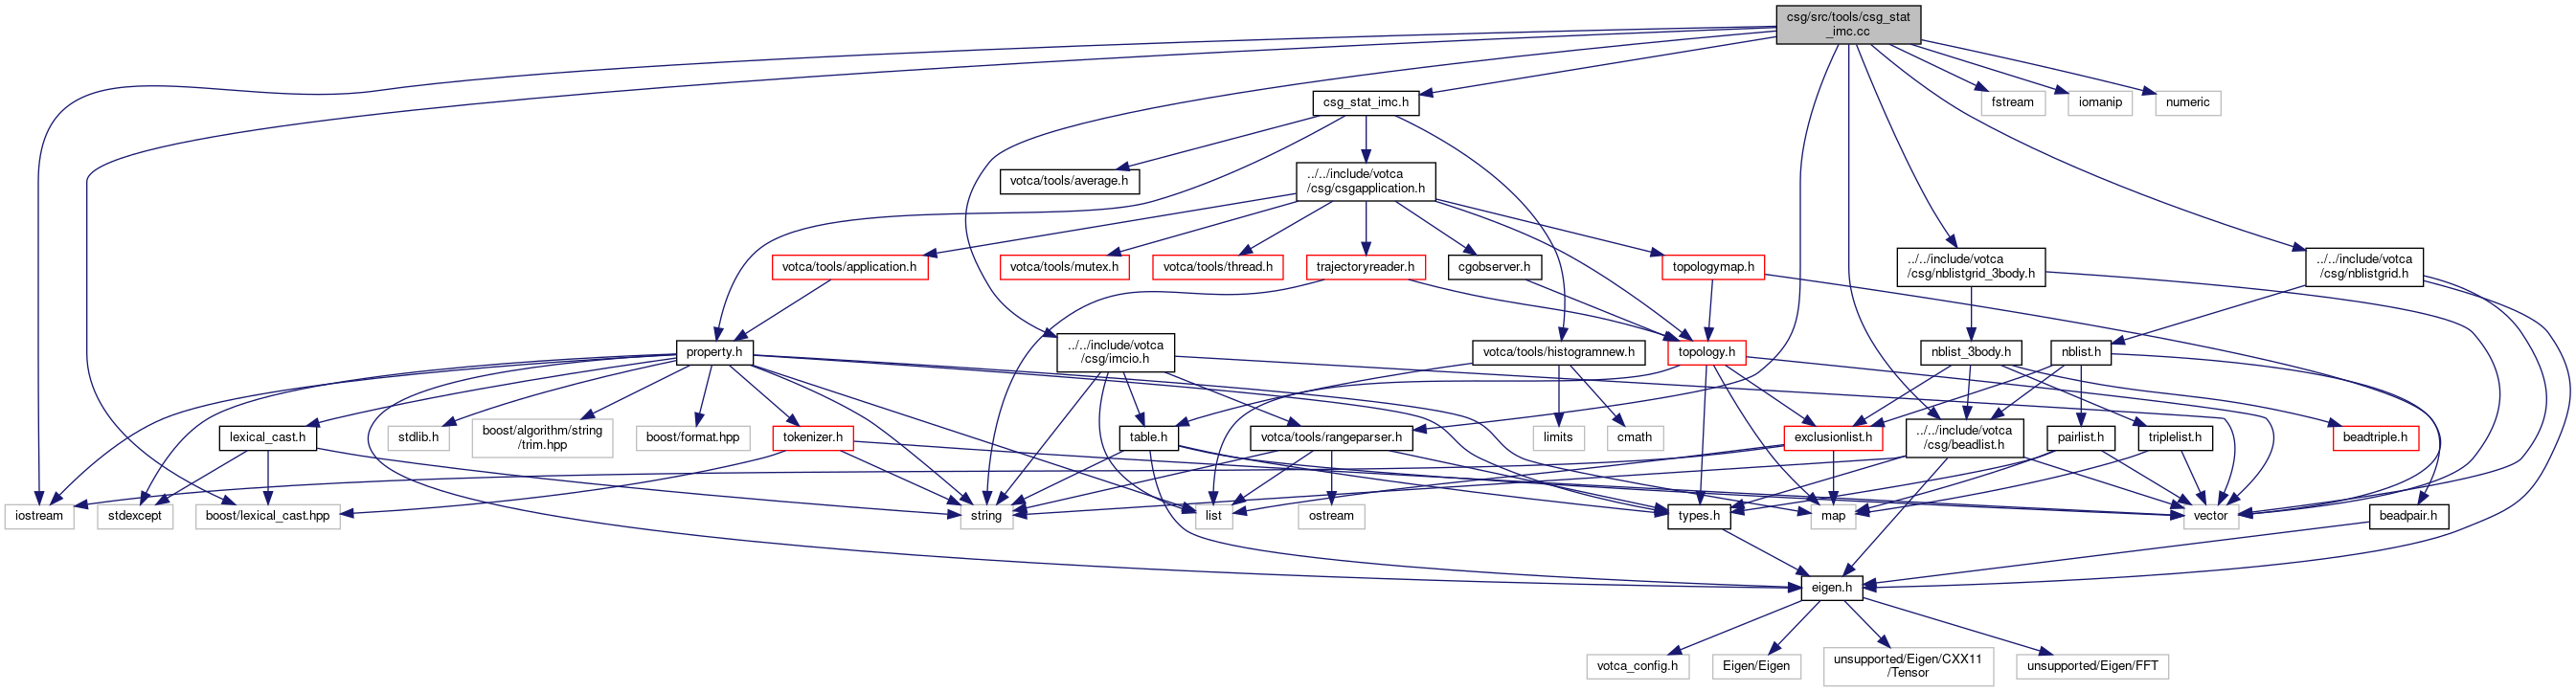 csg/src/tools/csg_stat
_imc.cc
csg_stat_imc.h
fstream
iomanip
numeric
votca/tools/average.h
../../include/votca
/csg/csgapplication.h
votca/tools/application.h
votca/tools/mutex.h
votca/tools/thread.h
trajectoryreader.h
cgobserver.h
topologymap.h
../../include/votca
/csg/nblistgrid_3body.h
../../include/votca
/csg/nblistgrid.h
property.h
../../include/votca
/csg/imcio.h
votca/tools/histogramnew.h
topology.h
nblist_3body.h
nblist.h
lexical_cast.h
stdlib.h
boost/algorithm/string
/trim.hpp
boost/format.hpp
tokenizer.h
table.h
votca/tools/rangeparser.h
limits
cmath
exclusionlist.h
../../include/votca
/csg/beadlist.h
pairlist.h
triplelist.h
beadtriple.h
iostream
stdexcept
boost/lexical_cast.hpp
string
list
ostream
types.h
map
vector
beadpair.h
eigen.h
votca_config.h
Eigen/Eigen
unsupported/Eigen/CXX11
/Tensor
unsupported/Eigen/FFT